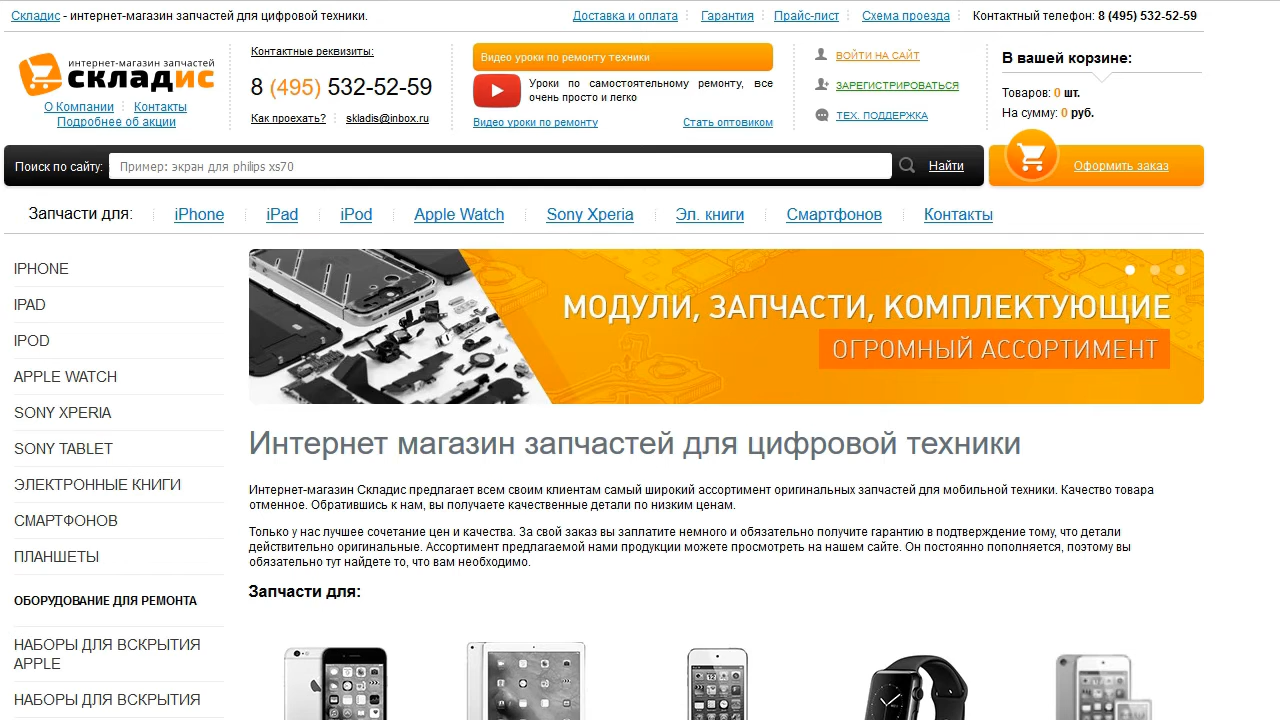 Складис - интернет-магазин запчастей для цифровой техники.
Доставка и оплата
Гарантия
Прайс-лист
Схема проезда
Контактный телефон: 8 (495) 532-52-59
интернет-магазин запчастей
складис
О Компании
Контакты
Подробнее об акции
Контактные реквизиты:
8 (495) 532-52-59
Как проехать?
skladis@inbox.ru
Видео уроки по ремонту техники
Уроки по самостоятельному ремонту, все
очень просто и легко
Видео уроки по ремонту
Стать оптовиком
ВОЙТИ НА САЙТ
ЗАРЕГИСТРИРОВАТЬСЯ
ТЕХ. ПОДДЕРЖКА
В вашей корзине:
Товаров: 0 шт.
На сумму: 0 руб.
Поиск по сайту:
Пример: экран для philips xs70
Найти
Оформить заказ
Запчасти для:
iPhone
iPad
iPod
Apple Watch
Sony Xperia
Эл. книги
Смартфонов
Контакты
IPHONE
IPAD
IPOD
APPLE WATCH
SONY XPERIA
SONY TABLET
ЭЛЕКТРОННЫЕ КНИГИ
СМАРТФОНОВ
ПЛАНШЕТЫ
ОБОРУДОВАНИЕ ДЛЯ РЕМОНТА
НАБОРЫ ДЛЯ ВСКРЫТИЯ
APPLE
НАБОРЫ ДЛЯ ВСКРЫТИЯ
МОДУЛИ, ЗАПЧАСТИ, КОМПЛЕКТУЮЩИЕ
ОГРОМНЫЙ АССОРТИМЕНТ
Интернет магазин запчастей для цифровой техники
Интернет-магазин Складис предлагает всем своим клиентам самый широкий ассортимент оригинальных запчастей для мобильной техники. Качество товара
отменное. Обратившись к нам, вы получаете качественные детали по низким ценам.
Только у нас лучшее сочетание цен и качества. За свой заказ вы заплатите немного и обязательно получите гарантию в подтверждение тому, что детали
действительно оригинальные. Ассортимент предлагаемой нами продукции можете просмотреть на нашем сайте. Он постоянно пополняется, поэтому вы
обязательно тут найдете то, что вам необходимо.
Запчасти для: